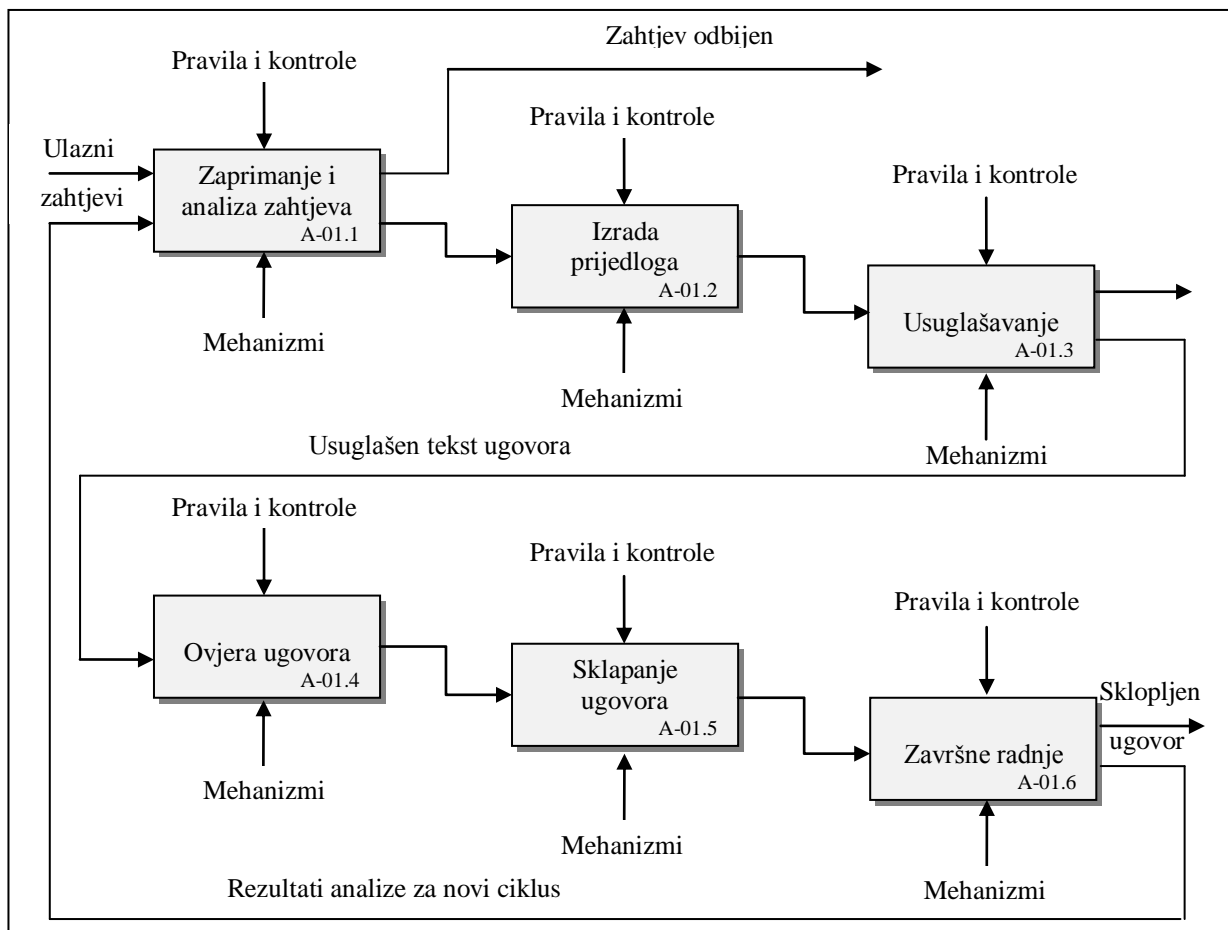 Zahtjev odbijen
Pravila i kontrole
Pravila i kontrole
Ulazni
zahtjevi
Zaprimanje i
analiza zahtjeva
A-01.1
Pravila i kontrole
Izrada
prijedloga
A-01.2
Usuglašavanje
A-01.3
Mehanizmi
Mehanizmi
Mehanizmi
Usuglašen tekst ugovora
Pravila i kontrole
Pravila i kontrole
Pravila i kontrole
Ovjera ugovora
A-01.4
Sklapanje
ugovora
A-01.5
Sklopljen
ugovor
Završne radnje
A-01.6
Mehanizmi
Mehanizmi
Mehanizmi
Rezultati analize za novi ciklus